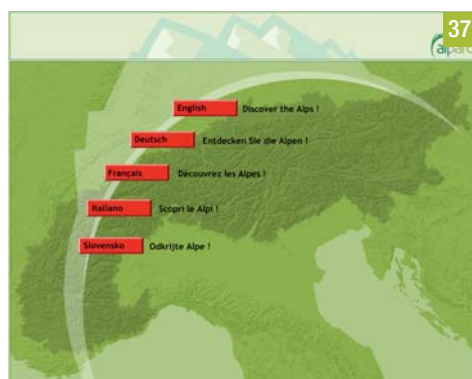 37
alparc
English Discover the Alps !
Deutsch Entdecken Sie die Alpen !
Français Découvrez les Alpes !
Italiano Scopri le Alpi !
Slovensko Odkrijte Alpe !